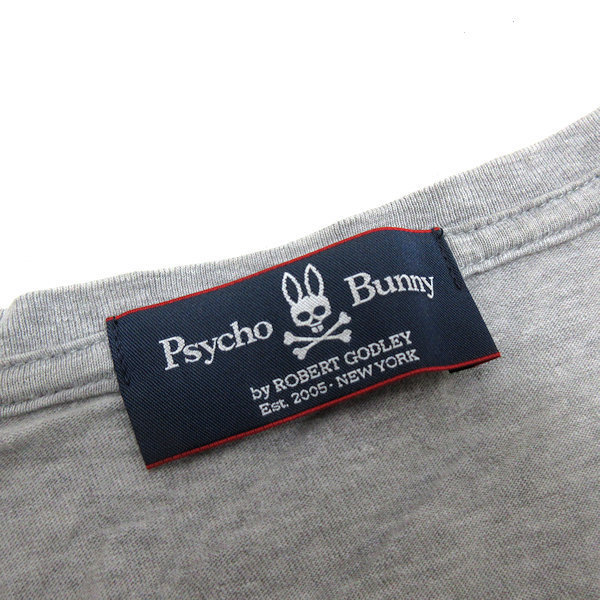 Psycho Bunny
by ROBERT GODLEY
Est. 2005 · NEW YORK